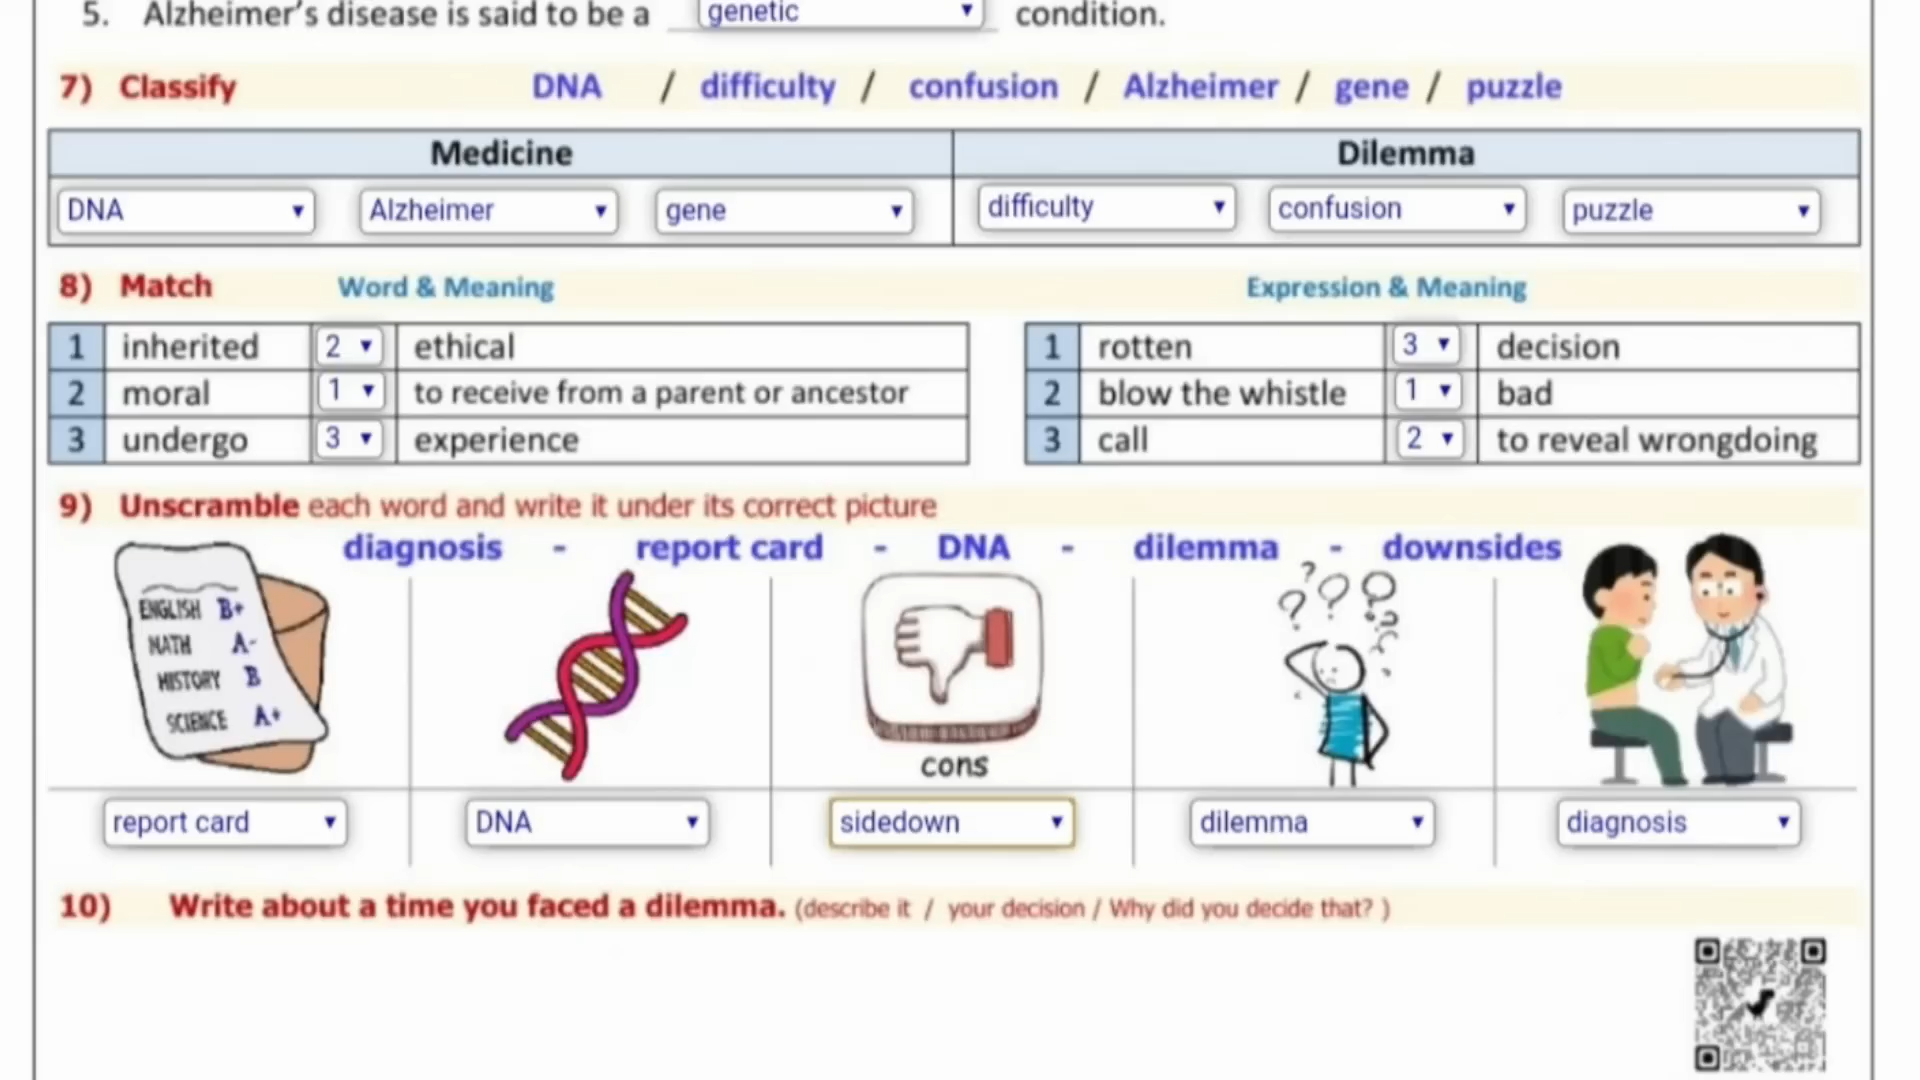 5. Alzheimer's disease is said to be a genetic condition.
7) Classify DNA / difficulty / confusion / Alzheimer / gene / puzzle
Medicine Dilemma
DNA Alzheimer gene difficulty confusion puzzle
8) Match Word & Meaning Expression & Meaning
1 inherited 2 ethical 1 rotten 3 decision
2 moral 1 to receive from a parent or ancestor 2 blow the whistle 1 bad
3 undergo 3 experience 3 call 2 to reveal wrongdoing
9) Unscramble each word and write it under its correct picture
diagnosis - report card - DNA - dilemma - downsides
ENGLISH B+
MATH A-
HISTORY B
SCIENCE A+
? ? ? ?
cons
report card DNA sidedown dilemma diagnosis
10) Write about a time you faced a dilemma. (describe it / your decision / Why did you decide that? )